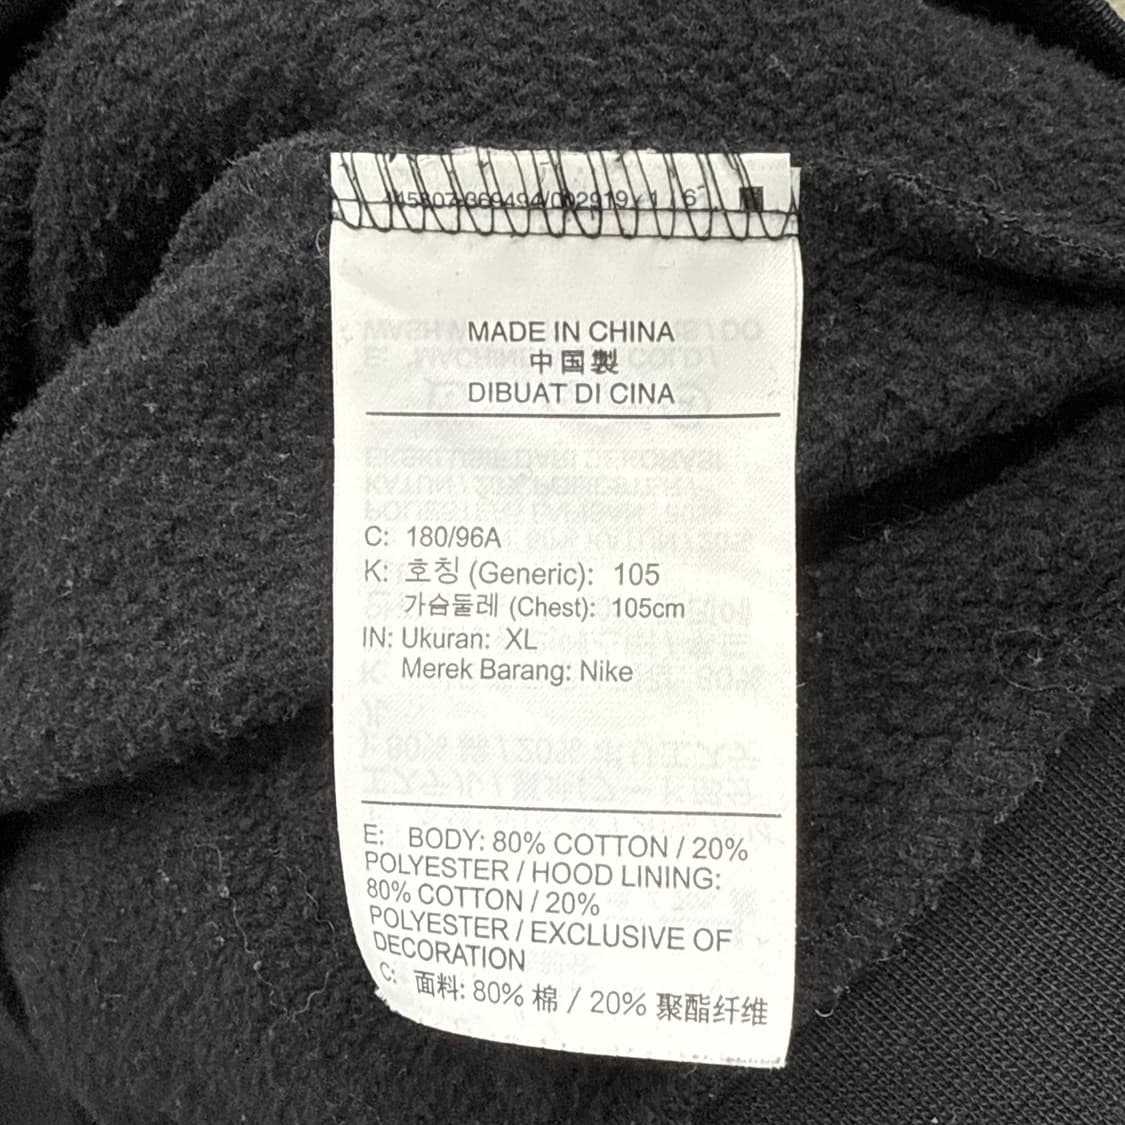 MADE IN CHINA
中国製
DIBUAT DI CINA
C: 180/96A
K: 호칭 (Generic): 105
가슴둘레 (Chest): 105cm
IN: Ukuran: XL
Merek Barang: Nike
E: BODY: 80% COTTON / 20%
POLYESTER / HOOD LINING:
80% COTTON / 20%
POLYESTER / EXCLUSIVE OF
DECORATION
C: 面料: 80% 棉 / 20% 聚酯纤维